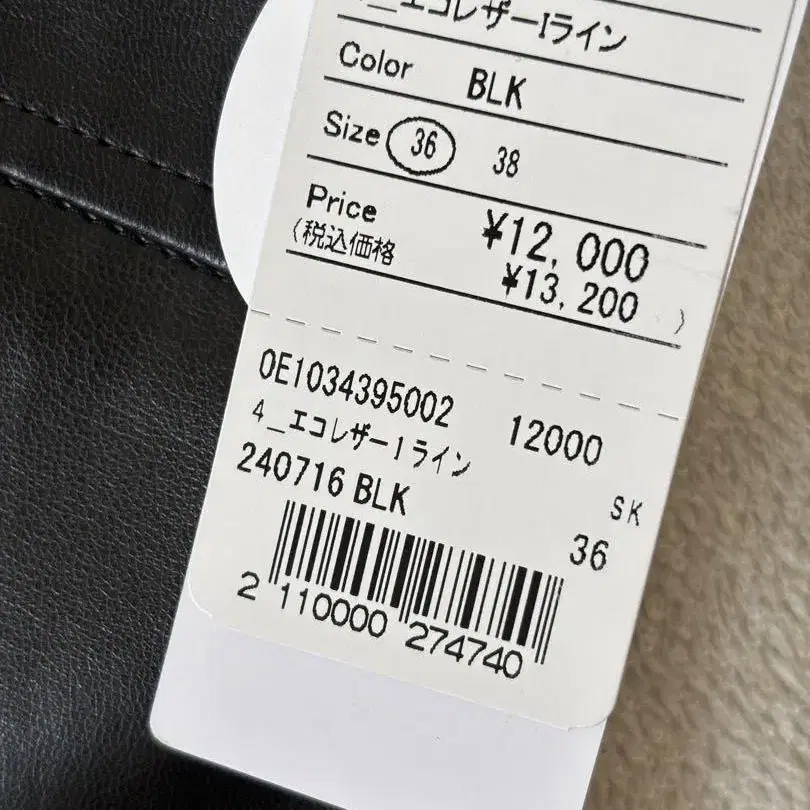 4_エコレザーIライン
Color BLK
Size 36 38
Price ¥12,000
(税込価格 ¥13,200 )
0E1034395002 12000
4_エコレザーIライン
240716 BLK SK
36
2 110000 274740